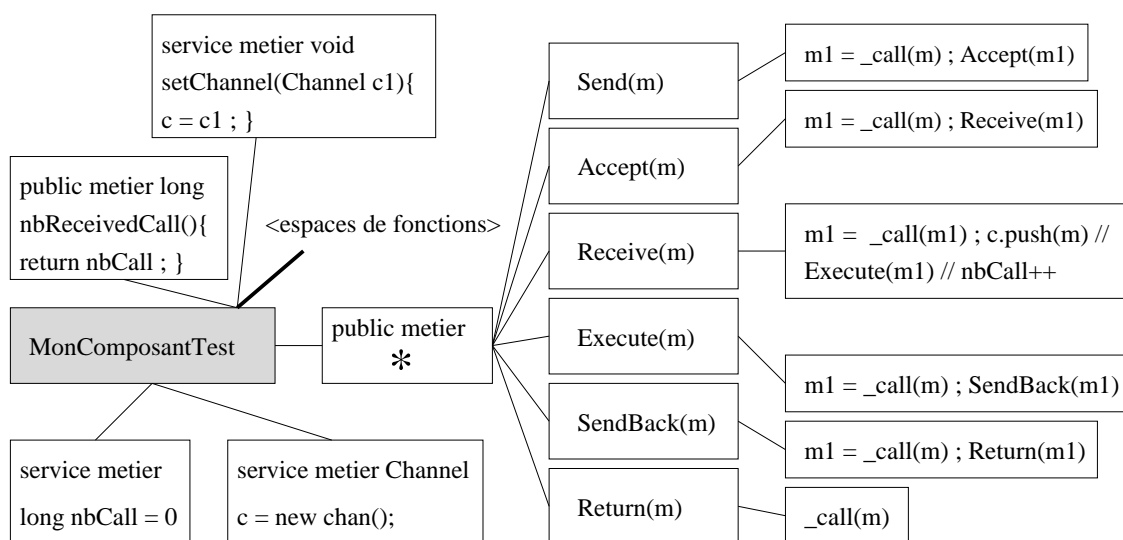 service metier void
setChannel(Channel c1){
c = c1 ; }
public metier long
nbReceivedCall(){
return nbCall ; }
<espaces de fonctions>
MonComposantTest
public metier
*
service metier
long nbCall = 0
service metier Channel
c = new chan();
Send(m)
Accept(m)
Receive(m)
Execute(m)
SendBack(m)
Return(m)
m1 = _call(m) ; Accept(m1)
m1 = _call(m) ; Receive(m1)
m1 = _call(m1) ; c.push(m) //
Execute(m1) // nbCall++
m1 = _call(m) ; SendBack(m1)
m1 = _call(m) ; Return(m1)
_call(m)